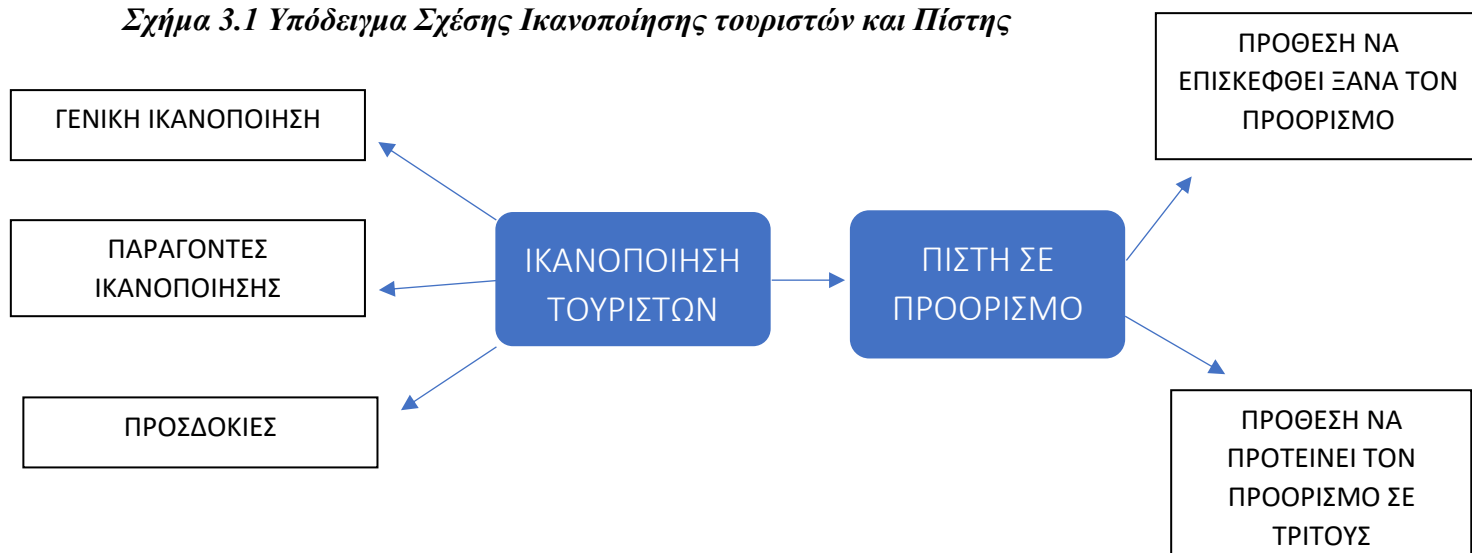 Σχήμα 3.1 Υπόδειγμα Σχέσης Ικανοποίησης τουριστών και Πίστης
ΓΕΝΙΚΗ ΙΚΑΝΟΠΟΙΗΣΗ
ΠΑΡΑΓΟΝΤΕΣ
ΙΚΑΝΟΠΟΙΗΣΗΣ
ΠΡΟΣΔΟΚΙΕΣ
ΙΚΑΝΟΠΟΙΗΣΗ
ΤΟΥΡΙΣΤΩΝ
ΠΙΣΤΗ ΣΕ
ΠΡΟΟΡΙΣΜΟ
ΠΡΟΘΕΣΗ ΝΑ
ΕΠΙΣΚΕΦΘΕΙ ΞΑΝΑ ΤΟΝ
ΠΡΟΟΡΙΣΜΟ
ΠΡΟΘΕΣΗ ΝΑ
ΠΡΟΤΕΙΝΕΙ ΤΟΝ
ΠΡΟΟΡΙΣΜΟ ΣΕ
ΤΡΙΤΟΥΣ